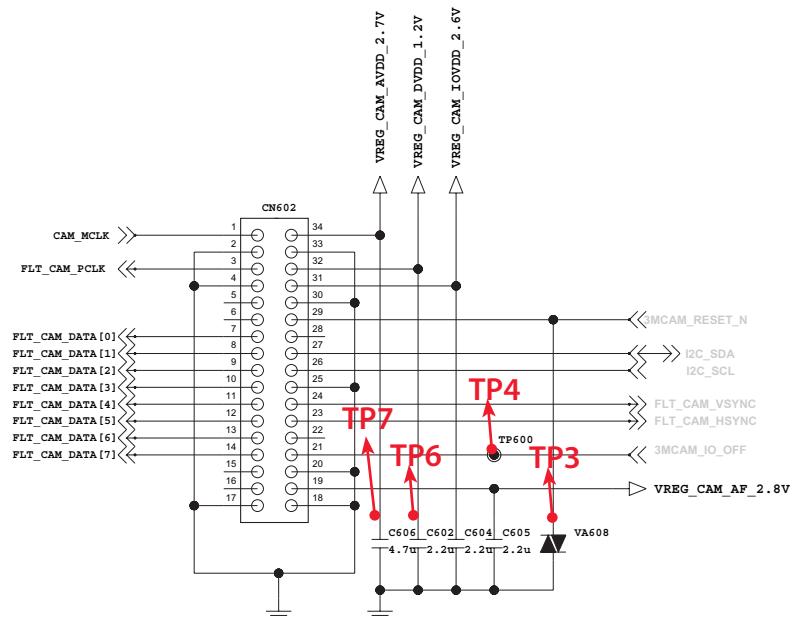 VREG_CAM_AVDD_2.7V
VREG_CAM_DVDD_1.2V
VREG_CAM_IOVDD_2.6V
CN602
1 34
CAM_MCLK
2 33
3 32
FLT_CAM_PCLK
4 31
5 30
6 29
3MCAM_RESET_N
7 28
FLT_CAM_DATA[0]
8 27
FLT_CAM_DATA[1]
I2C_SDA
9 26
FLT_CAM_DATA[2]
I2C_SCL
10 25
FLT_CAM_DATA[3]
11 24
FLT_CAM_DATA[4]
FLT_CAM_VSYNC
12 23
FLT_CAM_DATA[5]
FLT_CAM_HSYNC
13 22
FLT_CAM_DATA[6]
14 21
FLT_CAM_DATA[7]
3MCAM_IO_OFF
15 20
16 19
VREG_CAM_AF_2.8V
17 18
TP7
TP6
TP4
TP600
TP3
C606 C602 C604 C605
4.7u 2.2u 2.2u 2.2u
VA608